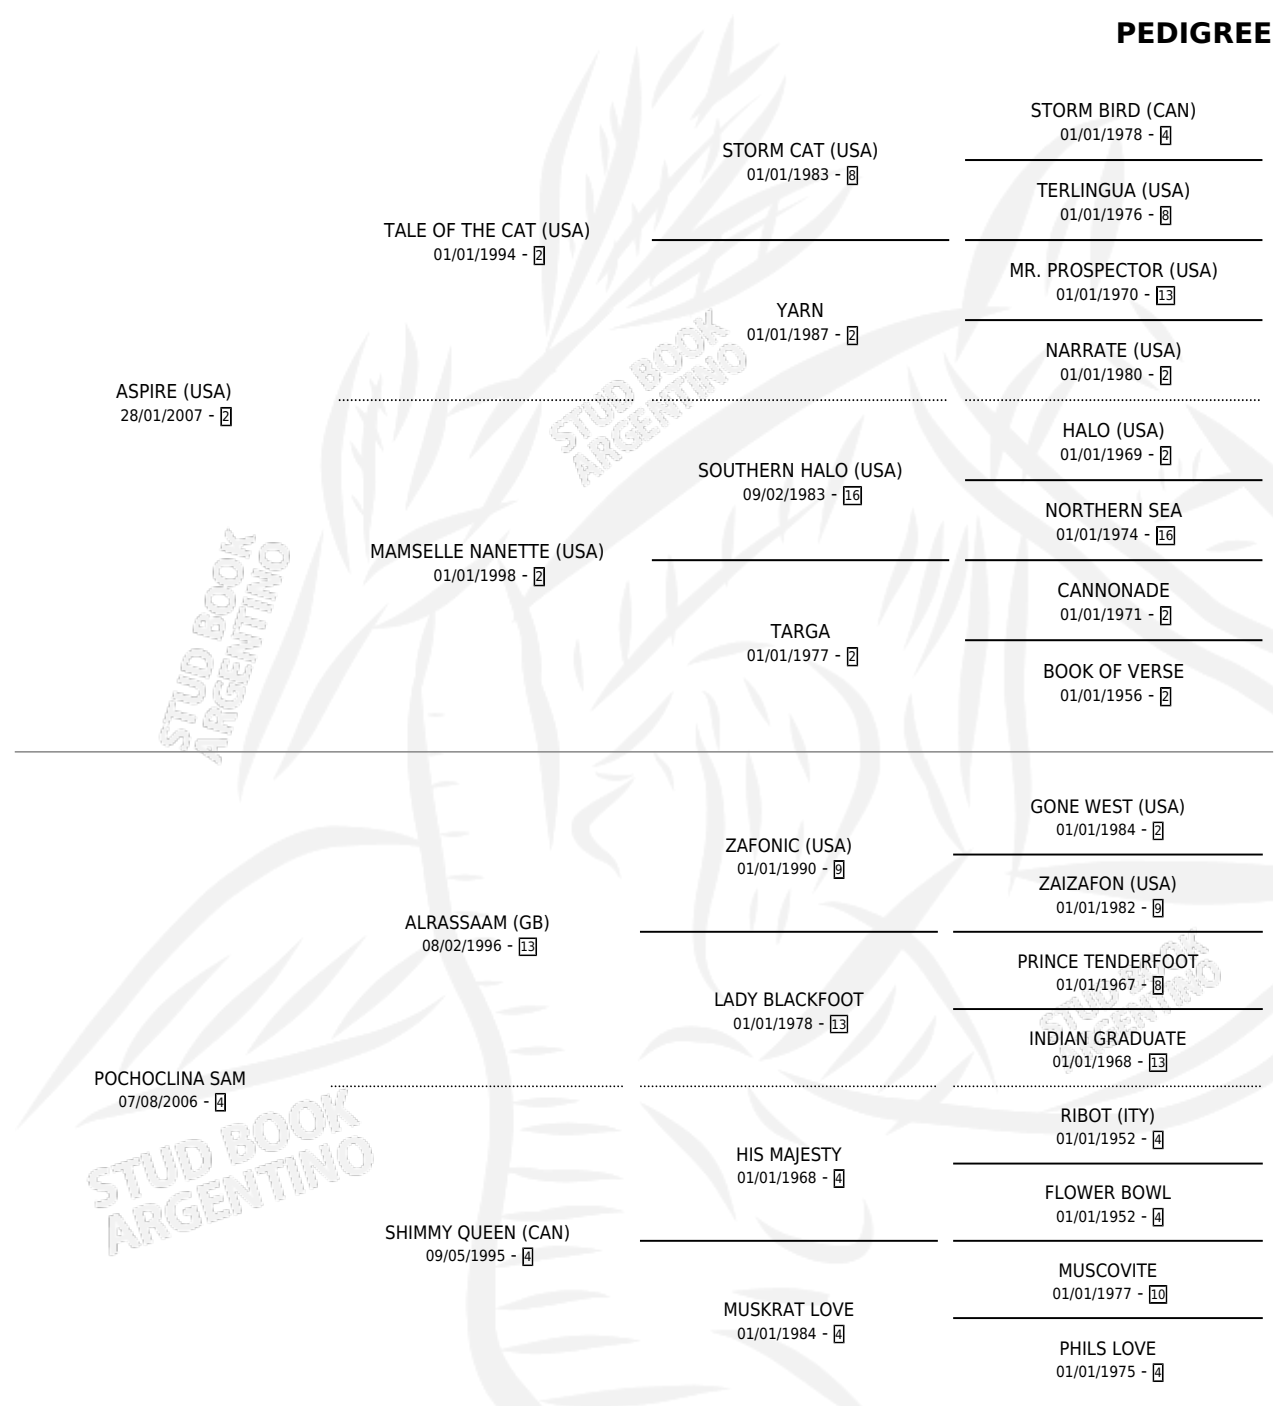 PEDIGREE
STORM BIRD (CAN)
01/01/1978 - 4
STORM CAT (USA)
01/01/1983 - 8
TERLINGUA (USA)
01/01/1976 - 8
TALE OF THE CAT (USA)
01/01/1994 - 2
MR. PROSPECTOR (USA)
01/01/1970 - 13
YARN
01/01/1987 - 2
NARRATE (USA)
01/01/1980 - 2
ASPIRE (USA)
28/01/2007 - 2
HALO (USA)
01/01/1969 - 2
SOUTHERN HALO (USA)
09/02/1983 - 16
NORTHERN SEA
01/01/1974 - 16
MAMSELLE NANETTE (USA)
01/01/1998 - 2
CANNONADE
01/01/1971 - 2
TARGA
01/01/1977 - 2
BOOK OF VERSE
01/01/1956 - 2
GONE WEST (USA)
01/01/1984 - 2
ZAFONIC (USA)
01/01/1990 - 9
ZAIZAFON (USA)
01/01/1982 - 9
ALRASSAAM (GB)
08/02/1996 - 13
PRINCE TENDERFOOT
01/01/1967 - 8
LADY BLACKFOOT
01/01/1978 - 13
INDIAN GRADUATE
01/01/1968 - 13
POCHOCLINA SAM
07/08/2006 - 4
RIBOT (ITY)
01/01/1952 - 4
HIS MAJESTY
01/01/1968 - 4
FLOWER BOWL
01/01/1952 - 4
SHIMMY QUEEN (CAN)
09/05/1995 - 4
MUSCOVITE
01/01/1977 - 10
MUSKRAT LOVE
01/01/1984 - 4
PHILS LOVE
01/01/1975 - 4
STUD BOOK
ARGENTINO
STUD BOOK
ARGENTINO
STUD BOOK
ARGENTINO
STUD BOOK
ARGENTINO